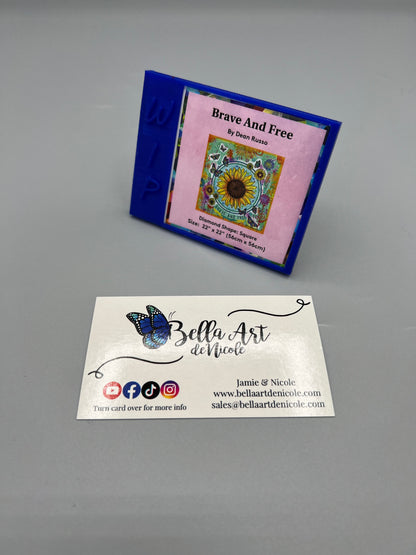 WIP
Brave And Free
By Dean Russo
Diamond Shape: Square
Size: 22" x 22" (56cm x 56cm)
Bella Art
deNicole
Turn card over for more info
Jamie & Nicole
www.bellaartdenicole.com
sales@bellaartdenicole.com